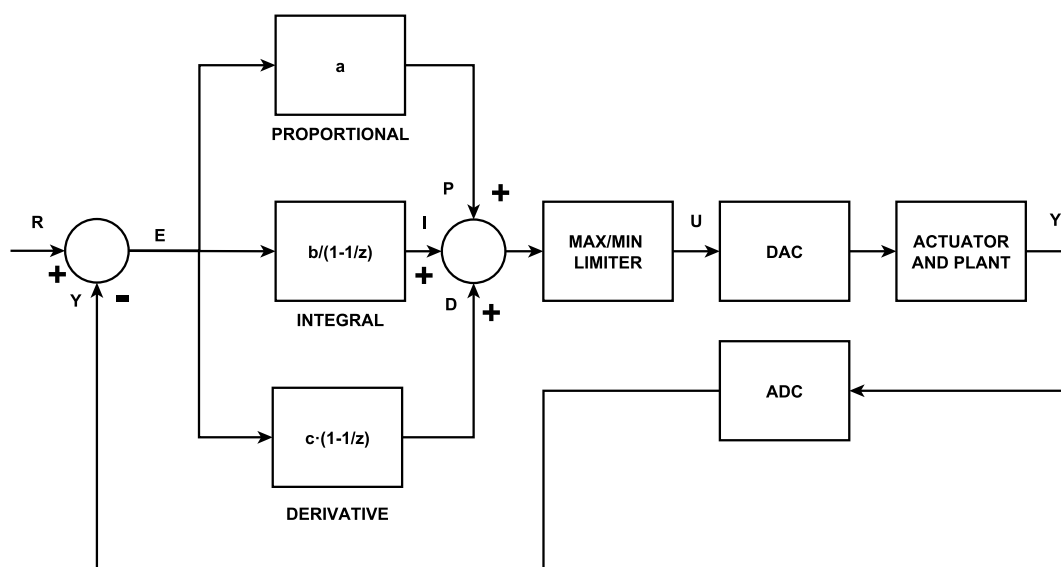 a
PROPORTIONAL
P
+
R
E
I
U
Y
b/(1-1/z)
MAX/MIN
LIMITER
DAC
ACTUATOR
AND PLANT
+
Y
-
+
INTEGRAL
D
+
ADC
c·(1-1/z)
DERIVATIVE